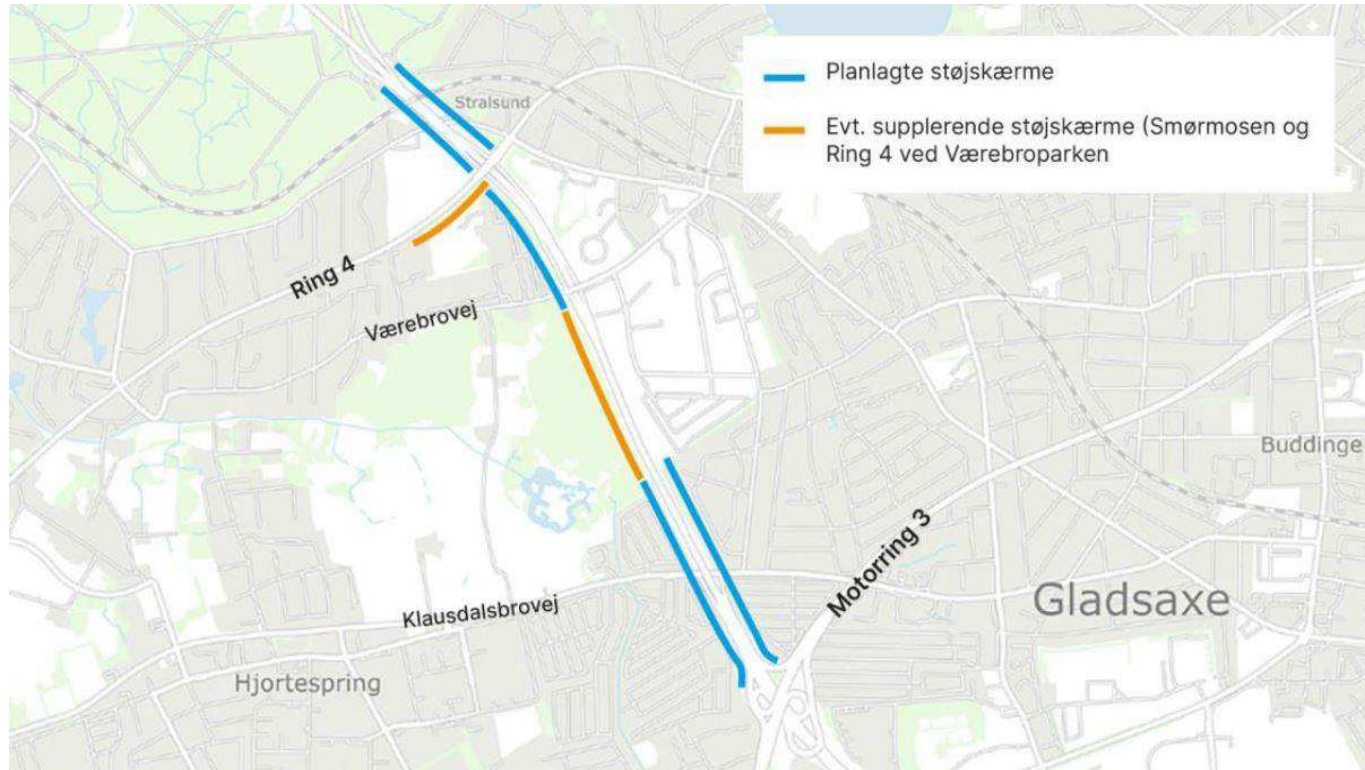 Planlagte støjskærme
Evt. supplerende støjskærme (Smørmosen og
Ring 4 ved Værebroparken
Stralsund
Ring 4
Værebrovej
Buddinge
Motorring 3
Gladsaxe
Klausdalsbrovej
Hjortespring